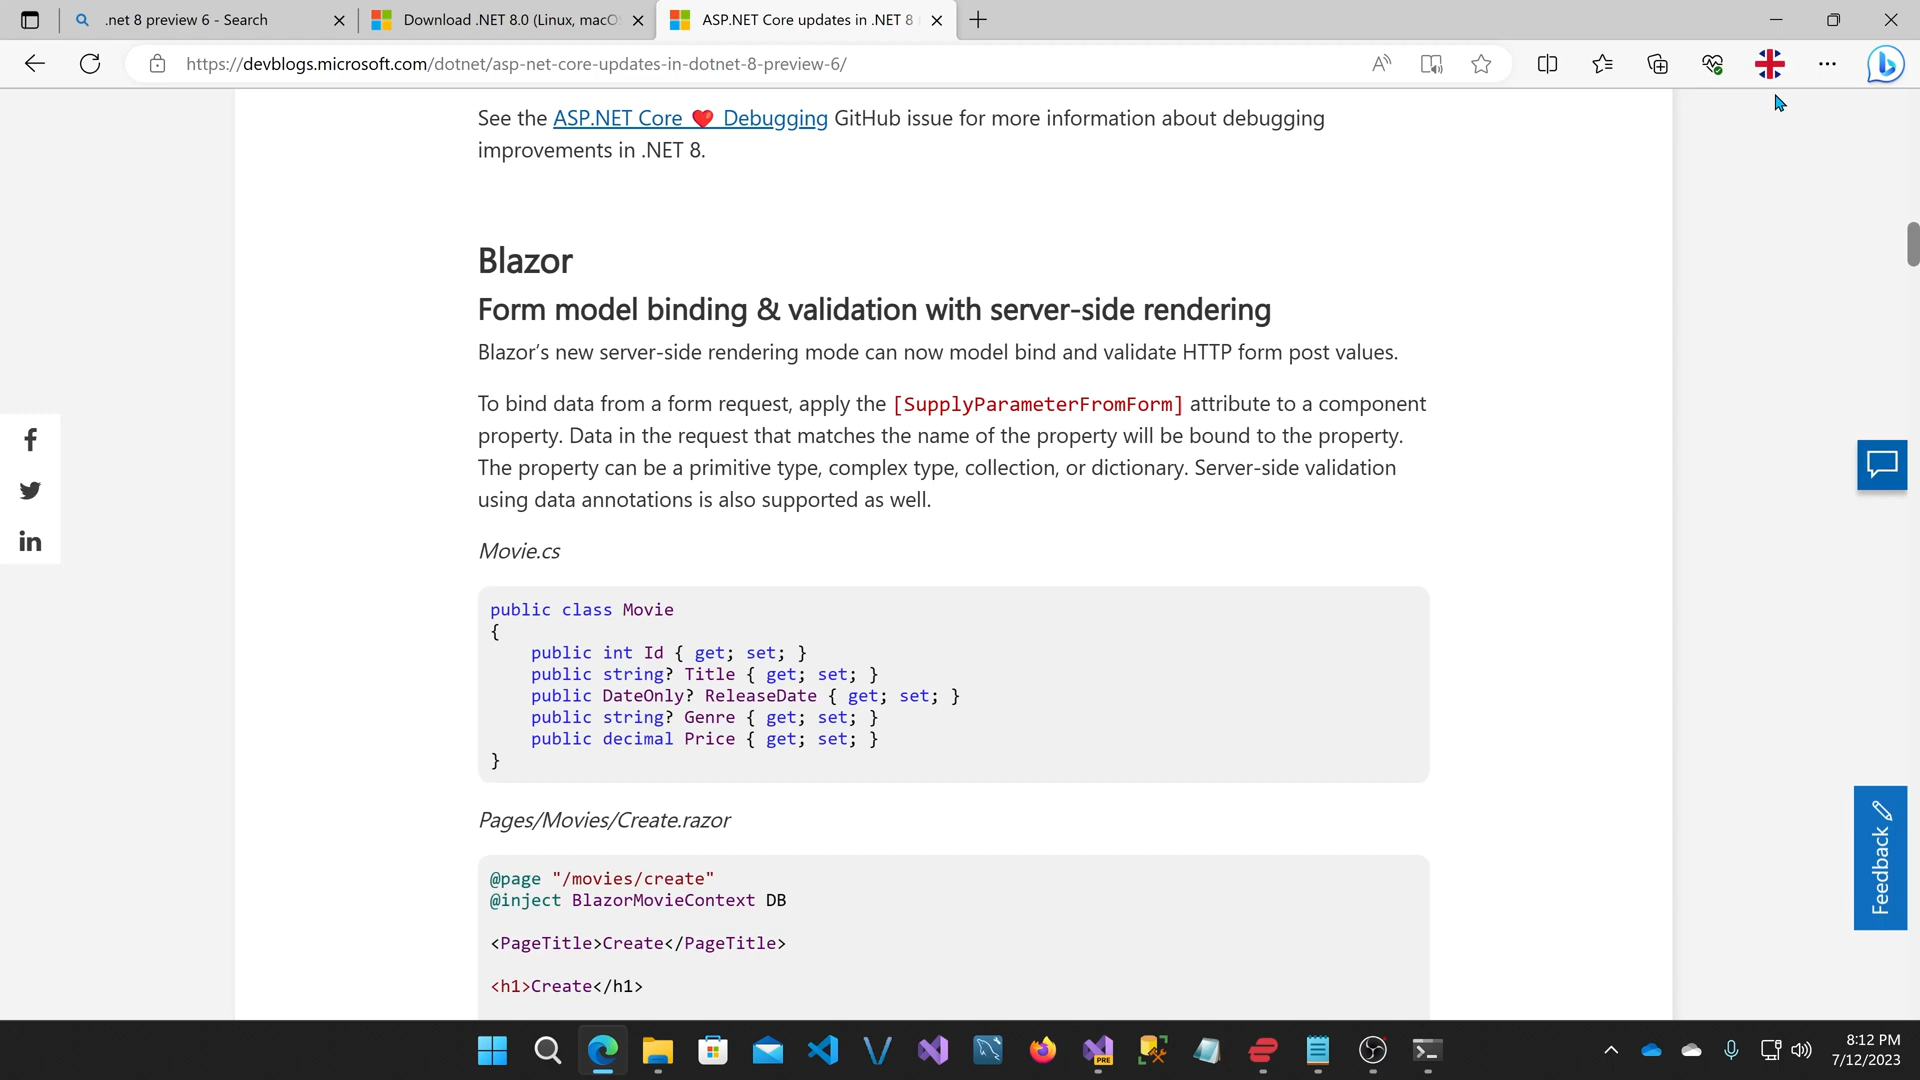 .net 8 preview 6 - Search
Download .NET 8.0 (Linux, macO
ASP.NET Core updates in .NET 8
https://devblogs.microsoft.com/dotnet/asp-net-core-updates-in-dotnet-8-preview-6/
See the ASP.NET Core ❤️ Debugging GitHub issue for more information about debugging
improvements in .NET 8.
Blazor
Form model binding & validation with server-side rendering
Blazor’s new server-side rendering mode can now model bind and validate HTTP form post values.
To bind data from a form request, apply the [SupplyParameterFromForm] attribute to a component
property. Data in the request that matches the name of the property will be bound to the property.
The property can be a primitive type, complex type, collection, or dictionary. Server-side validation
using data annotations is also supported as well.
Movie.cs
public class Movie
{
    public int Id { get; set; }
    public string? Title { get; set; }
    public DateOnly? ReleaseDate { get; set; }
    public string? Genre { get; set; }
    public decimal Price { get; set; }
}
Pages/Movies/Create.razor
@page "/movies/create"
@inject BlazorMovieContext DB
<PageTitle>Create</PageTitle>
<h1>Create</h1>
Feedback
PRE
8:12 PM
7/12/2023